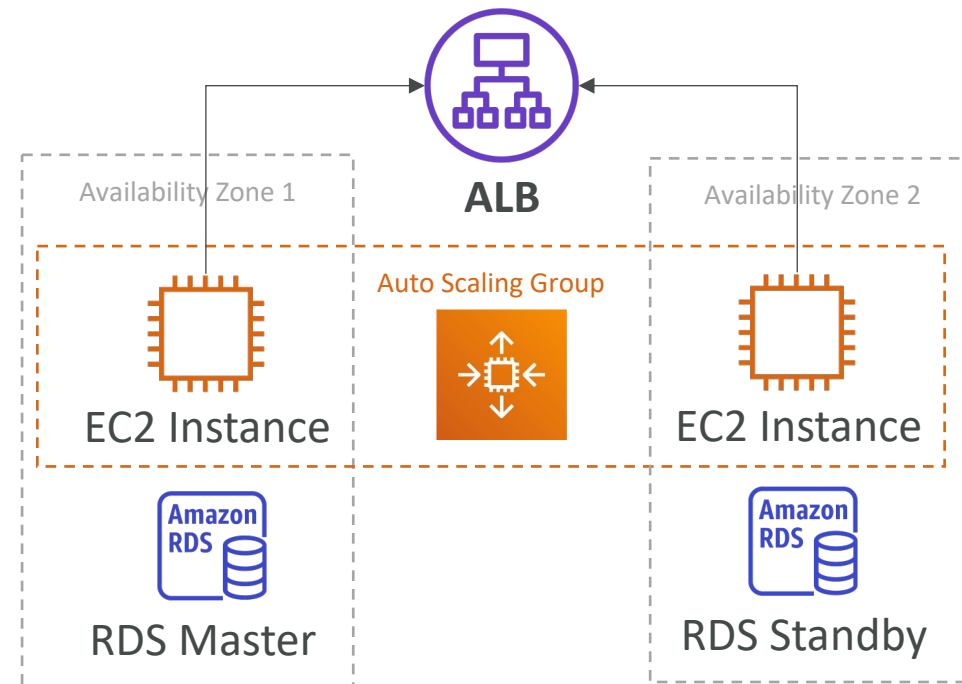 ALB
Availability Zone 1
Availability Zone 2
Auto Scaling Group
EC2 Instance
EC2 Instance
Amazon
RDS
RDS Master
Amazon
RDS
RDS Standby